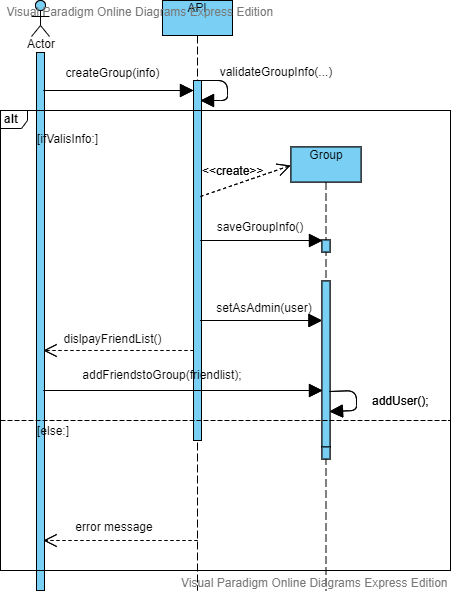 Visual Paradigm Online Diagrams Express Edition
API
Actor
createGroup(info)
validateGroupInfo(...)
alt
[ifValisInfo:]
Group
<<create>>
saveGroupInfo()
setAsAdmin(user)
dislpayFriendList()
addFriendstoGroup(friendlist);
addUser();
[else:]
error message
Visual Paradigm Online Diagrams Express Edition